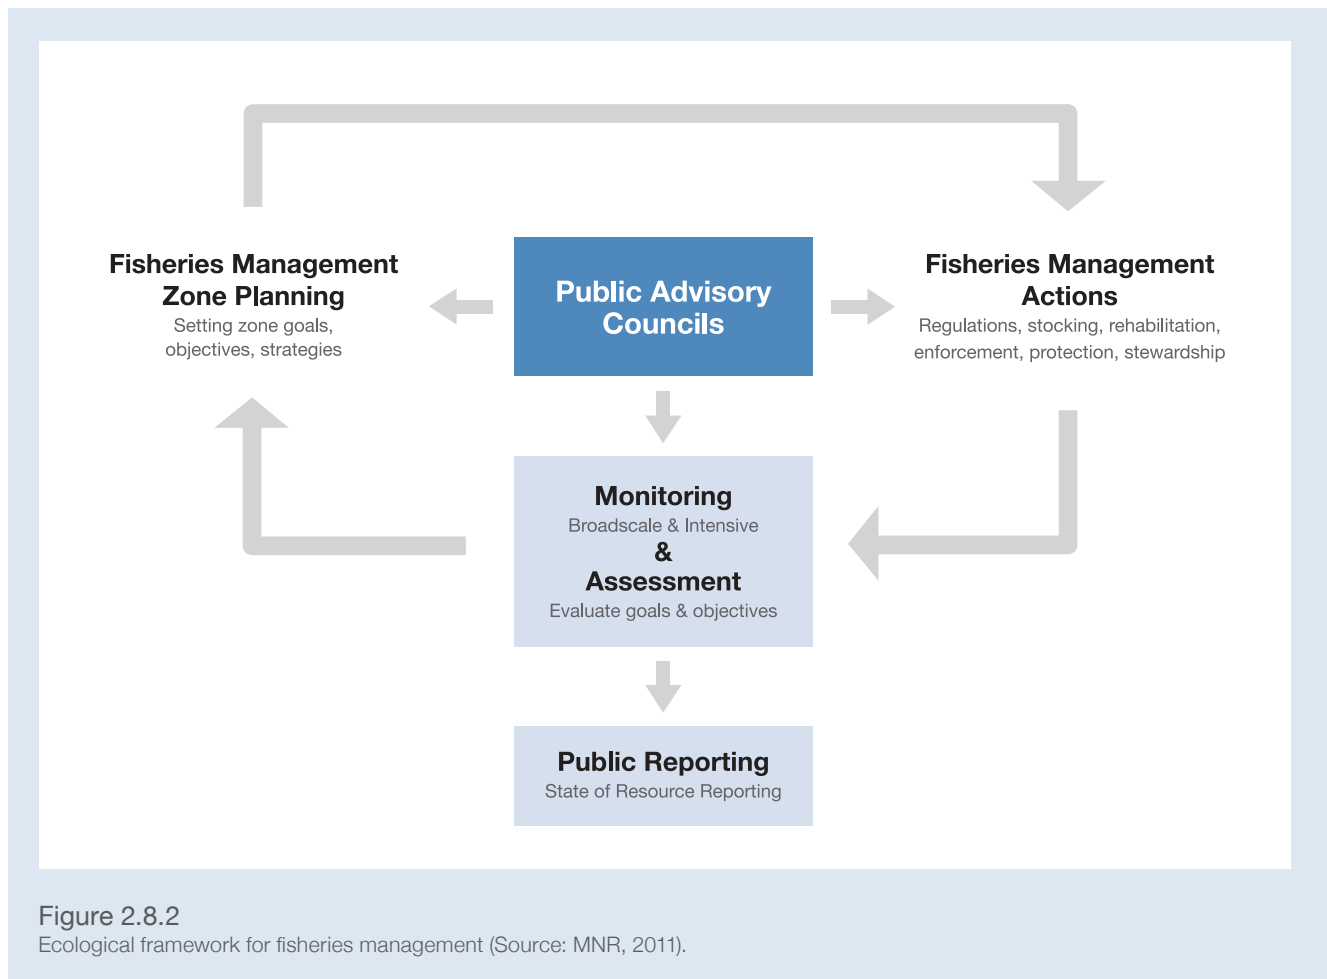 Fisheries Management
Zone Planning
Setting zone goals,
objectives, strategies
Public Advisory
Councils
Fisheries Management
Actions
Regulations, stocking, rehabilitation,
enforcement, protection, stewardship
Monitoring
Broadscale & Intensive
&
Assessment
Evaluate goals & objectives
Public Reporting
State of Resource Reporting
Figure 2.8.2
Ecological framework for fisheries management (Source: MNR, 2011).